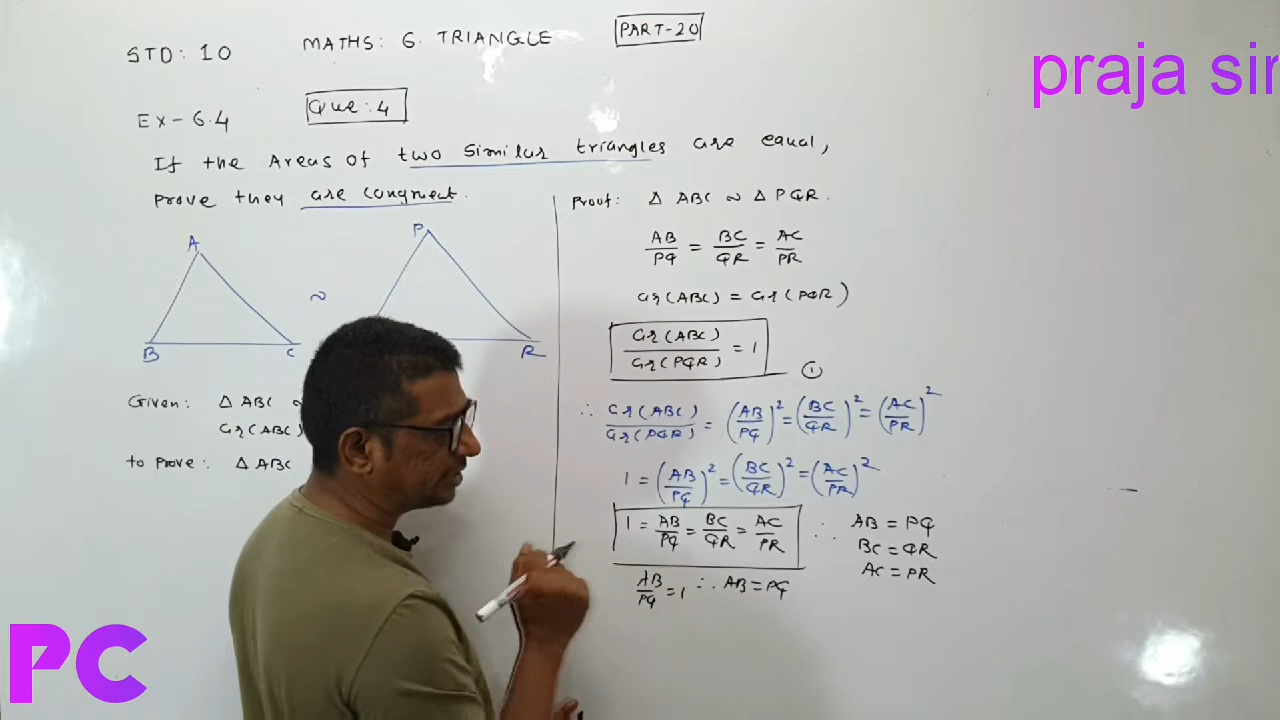 STD: 10 MATHS: 6. TRIANGLE PART-20
praja sir
Ex-6.4 Que:4
If the Areas of two similar triangles are equal,
Prove they are congruent.
A
B C
~
P
R
Given: Δ ABC ~
ar(ABC)
to prove: Δ ABC
Proof: Δ ABC ~ Δ PQR.
AB/PQ = BC/QR = AC/PR
ar(ABC) = ar(PQR)
ar(ABC)/ar(PQR) = 1 ①
∴ ar(ABC)/ar(PQR) = (AB/PQ)² = (BC/QR)² = (AC/PR)²
1 = (AB/PQ)² = (BC/QR)² = (AC/PR)²
1 = AB/PQ = BC/QR = AC/PR ∴ AB = PQ
BC = QR
AC = PR
AB/PQ = 1 ∴ AB = PQ
PC